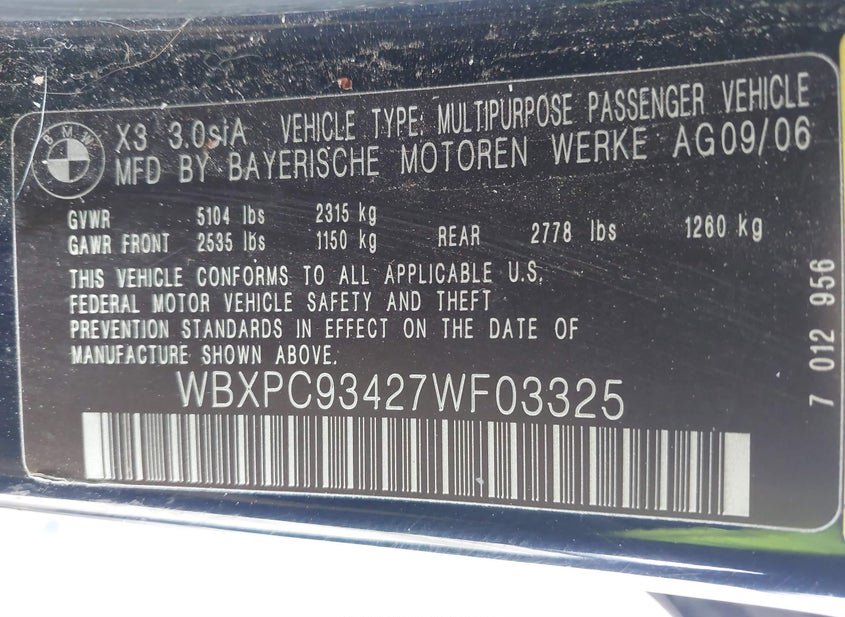 BMW
X3 3.0siA VEHICLE TYPE: MULTIPURPOSE PASSENGER VEHICLE
MFD BY BAYERISCHE MOTOREN WERKE AG09/06
GVWR 5104 lbs 2315 kg
GAWR FRONT 2535 lbs 1150 kg REAR 2778 lbs 1260 kg
THIS VEHICLE CONFORMS TO ALL APPLICABLE U.S.
FEDERAL MOTOR VEHICLE SAFETY AND THEFT
PREVENTION STANDARDS IN EFFECT ON THE DATE OF
MANUFACTURE SHOWN ABOVE.
WBXPC93427WF03325
7 012 956